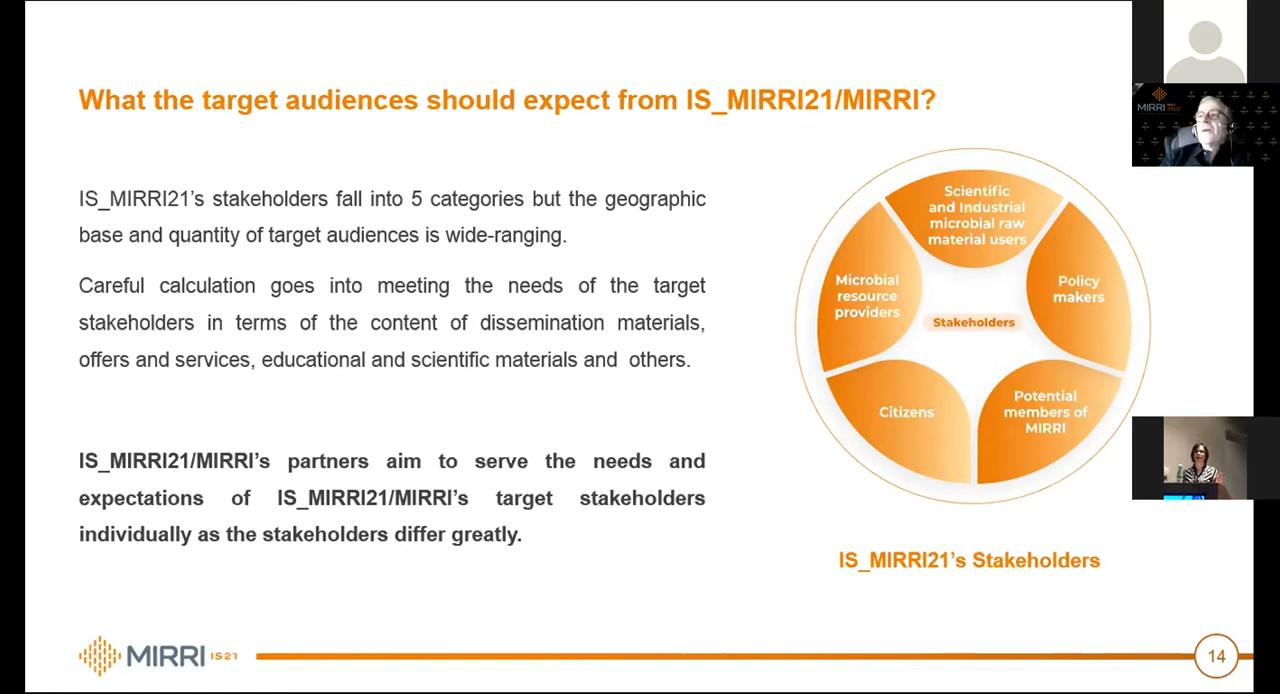 What the target audiences should expect from IS_MIRRI21/MIRRI?
IS_MIRRI21’s stakeholders fall into 5 categories but the geographic
base and quantity of target audiences is wide-ranging.
Careful calculation goes into meeting the needs of the target
stakeholders in terms of the content of dissemination materials,
offers and services, educational and scientific materials and others.
IS_MIRRI21/MIRRI’s partners aim to serve the needs and
expectations of IS_MIRRI21/MIRRI’s target stakeholders
individually as the stakeholders differ greatly.
Scientific
and Industrial
microbial raw
material users
Microbial
resource
providers
Policy
makers
Stakeholders
Citizens
Potential
members of
MIRRI
IS_MIRRI21’s Stakeholders
MIRRI IS21
14
MIRRI